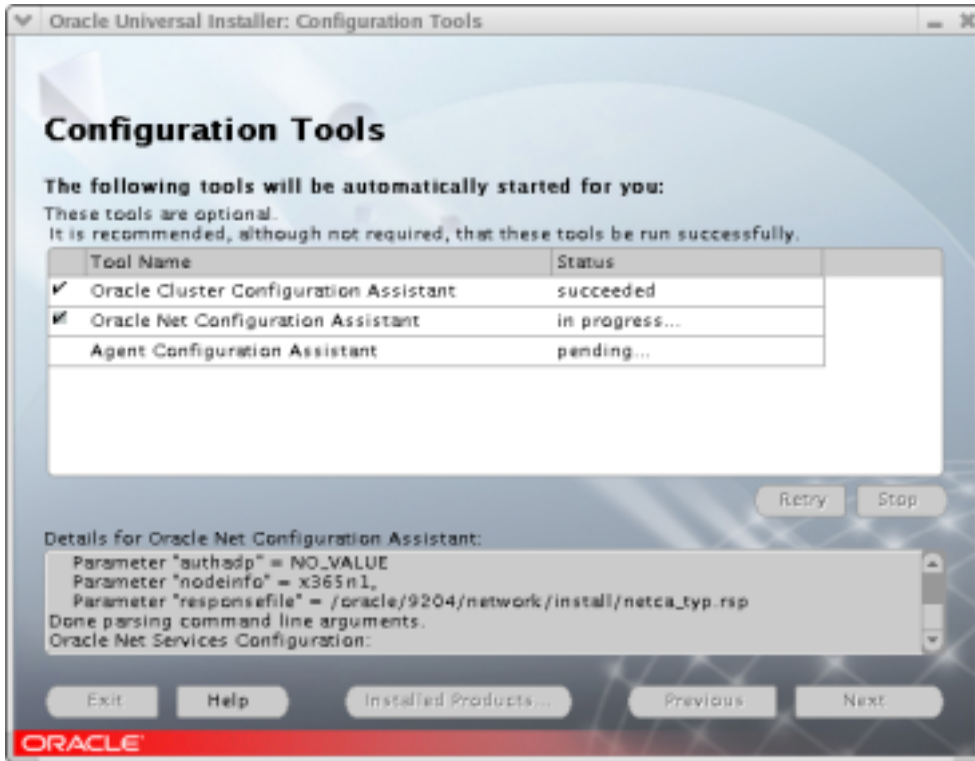 Oracle Universal Installer: Configuration Tools
Configuration Tools
The following tools will be automatically started for you:
These tools are optional.
It is recommended, although not required, that these tools be run successfully.
Tool Name Status
Oracle Cluster Configuration Assistant succeeded
Oracle Net Configuration Assistant in progress...
Agent Configuration Assistant pending...
Retry Stop
Details for Oracle Net Configuration Assistant:
Parameter "authadp" = NO_VALUE
Parameter "nodeinfo" = x365n1,
Parameter "responsefile" = /oracle/9204/network/install/netca_typ.rsp
Done parsing command line arguments.
Oracle Net Services Configuration:
Exit Help Installed Products... Previous Next
ORACLE